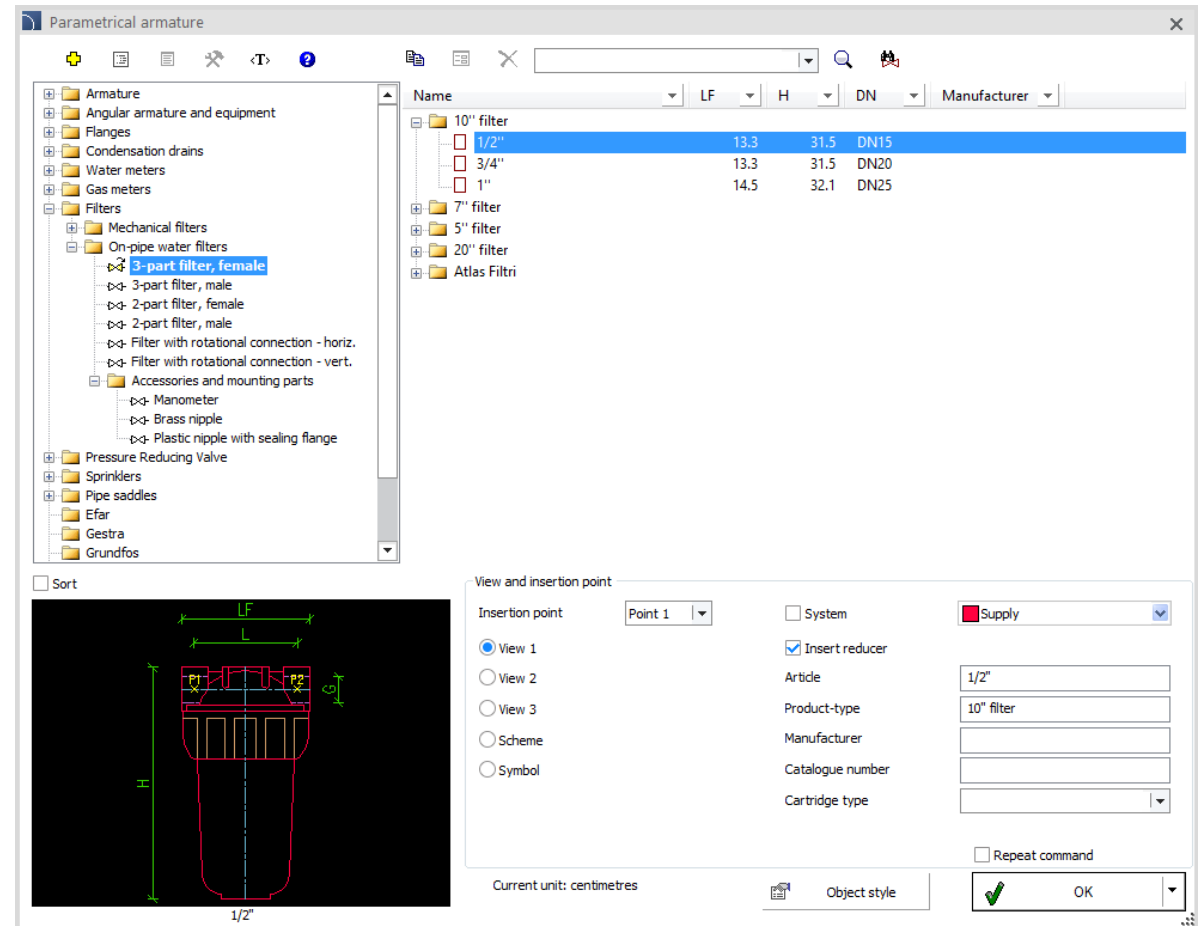 Parametrical armature
<T>
Armature
Angular armature and equipment
Flanges
Condensation drains
Water meters
Gas meters
Filters
Mechanical filters
On-pipe water filters
3-part filter, female
3-part filter, male
2-part filter, female
2-part filter, male
Filter with rotational connection - horiz.
Filter with rotational connection - vert.
Accessories and mounting parts
Manometer
Brass nipple
Plastic nipple with sealing flange
Pressure Reducing Valve
Sprinklers
Pipe saddles
Efar
Gestra
Grundfos
Name LF H DN Manufacturer
10'' filter
1/2'' 13.3 31.5 DN15
3/4'' 13.3 31.5 DN20
1'' 14.5 32.1 DN25
7'' filter
5'' filter
20'' filter
Atlas Filtri
Sort
LF
L
P1 P2
G
H
1/2"
View and insertion point
Insertion point Point 1
View 1
View 2
View 3
Scheme
Symbol
System Supply
Insert reducer
Article 1/2"
Product-type 10" filter
Manufacturer
Catalogue number
Cartridge type
Repeat command
Current unit: centimetres
Object style
OK